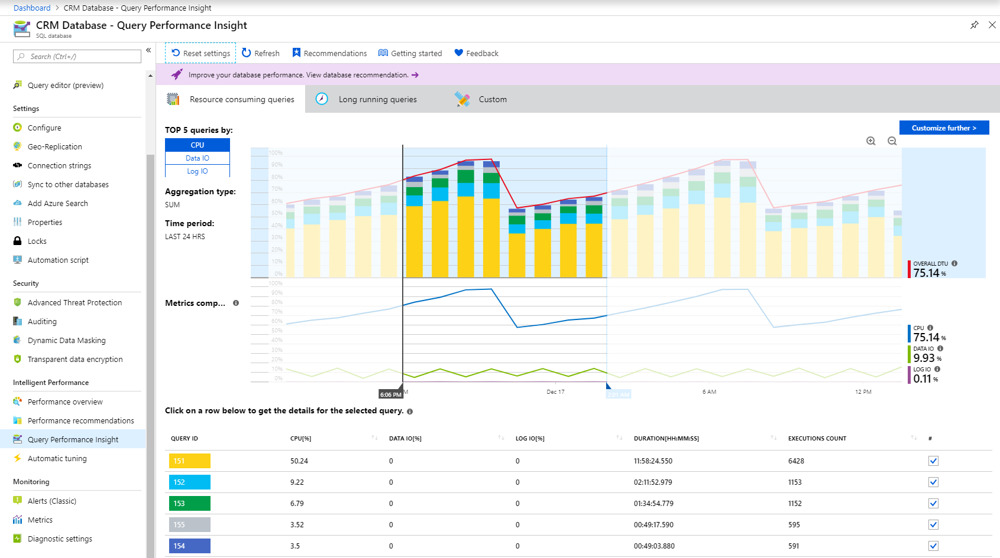 Dashboard > CRM Database - Query Performance Insight
CRM Database - Query Performance Insight
SQL database
Search (Ctrl+/)
«
Query editor (preview)
Settings
Configure
Geo-Replication
Connection strings
Sync to other databases
Add Azure Search
Properties
Locks
Automation script
Security
Advanced Threat Protection
Auditing
Dynamic Data Masking
Transparent data encryption
Intelligent Performance
Performance overview
Performance recommendations
Query Performance Insight
Automatic tuning
Monitoring
Alerts (Classic)
Metrics
Diagnostic settings
Reset settings Refresh Recommendations Getting started Feedback
Improve your database performance. View database recommendation. →
Resource consuming queries Long running queries Custom
TOP 5 queries by:
CPU
Data IO
Log IO
Aggregation type:
SUM
Time period:
LAST 24 HRS
Customize further >
100%
90%
80%
70%
60%
50%
40%
30%
20%
10%
0%
OVERALL DTU
75.14 %
Metrics comp...
100%
90%
80%
70%
60%
50%
40%
30%
20%
10%
0%
CPU
75.14 %
DATA IO
9.93 %
LOG IO
0.11 %
6:06 PM M Dec 17 2:01 AM 6 AM 12 PM
Click on a row below to get the details for the selected query.
QUERY ID CPU[%] DATA IO[%] LOG IO[%] DURATION[HH:MM:SS] EXECUTIONS COUNT #
151 50.24 0 0 11:58:24.550 6428
152 9.22 0 0 02:11:52.979 1153
153 6.79 0 0 01:34:54.779 1152
155 3.52 0 0 00:49:17.590 595
154 3.5 0 0 00:49:03.880 591